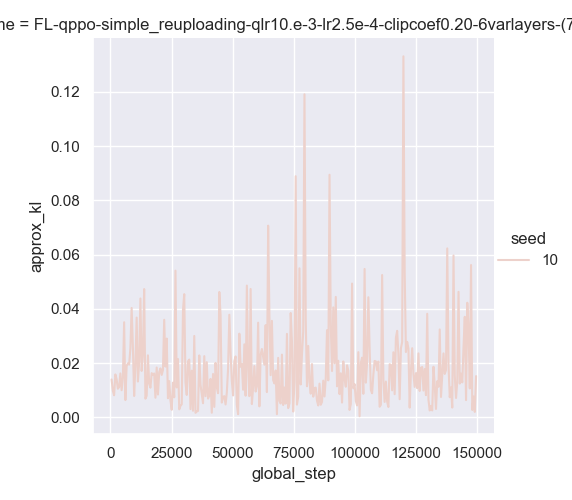 me = FL-qppo-simple_reuploading-qlr10.e-3-lr2.5e-4-clipcoef0.20-6varlayers-(7
0.12
0.10
0.08
0.06
0.04
0.02
0.00
approx_kl
0 25000 50000 75000 100000 125000 150000
global_step
seed
10